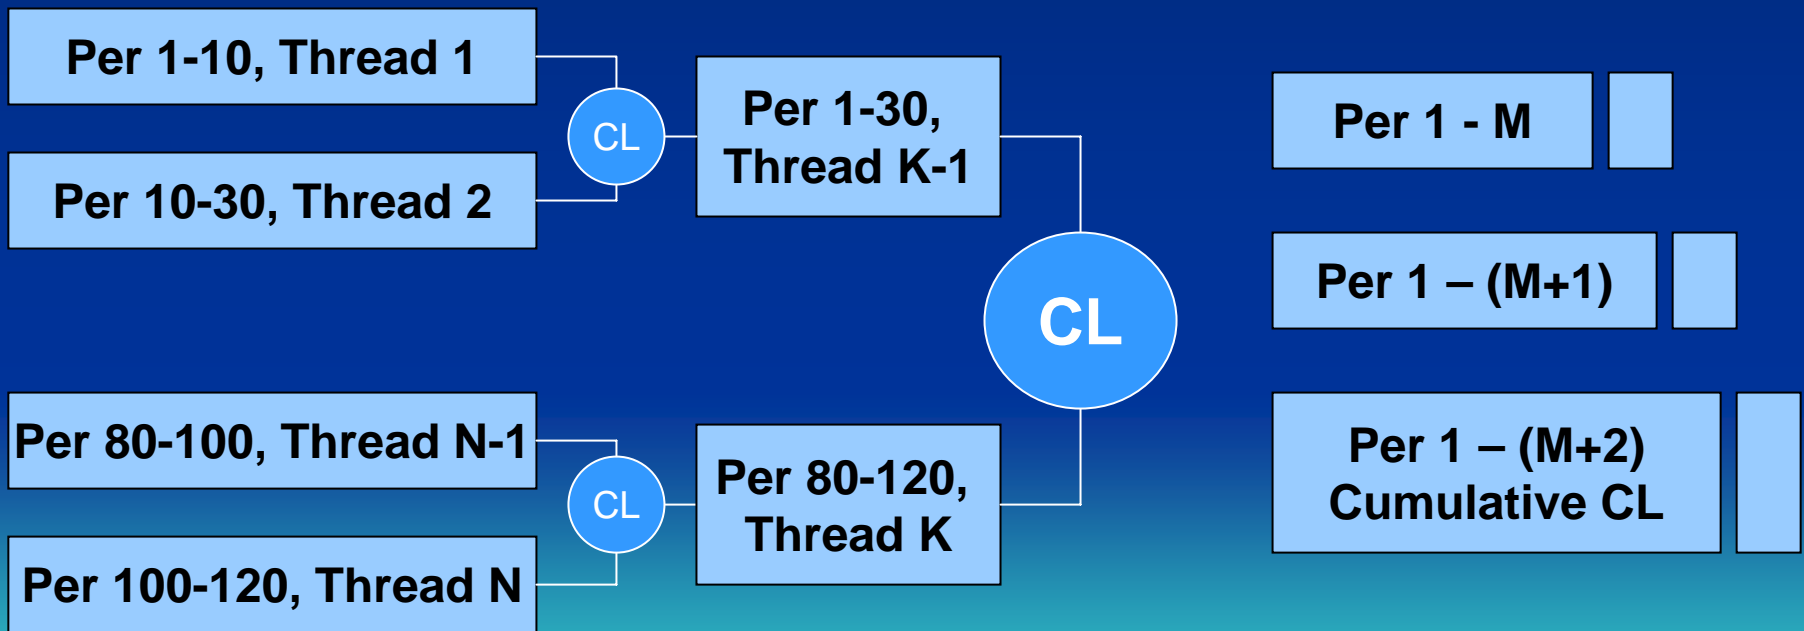 Per 1-10, Thread 1
Per 10-30, Thread 2
CL
Per 1-30,
Thread K-1
Per 80-100, Thread N-1
Per 100-120, Thread N
CL
Per 80-120,
Thread K
CL
Per 1 - M
Per 1 – (M+1)
Per 1 – (M+2)
Cumulative CL